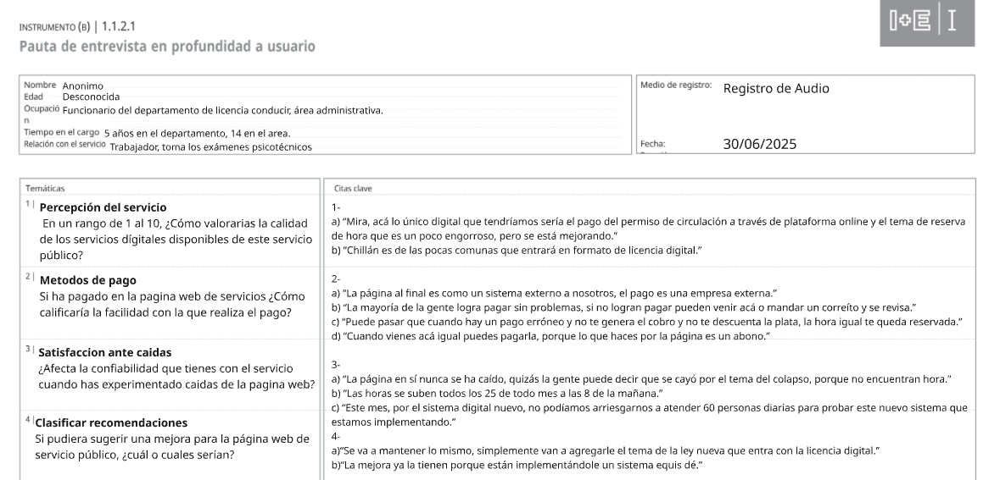 INSTRUMENTO (B) | 1.1.2.1
Pauta de entrevista en profundidad a usuario
I+E | I
Nombre Anonimo
Edad Desconocida
Ocupació Funcionario del departamento de licencia conducir, área administrativa.
n
Tiempo en el cargo 5 años en el departamento, 14 en el area.
Relación con el servicio Trabajador, toma los exámenes psicotécnicos
Medio de registro: Registro de Audio
Fecha: 30/06/2025
Temáticas
1 | Percepción del servicio
En un rango de 1 al 10, ¿Cómo valorarias la calidad
de los servicios dígitales disponibles de este servicio
público?
2 | Metodos de pago
Si ha pagado en la pagina web de servicios ¿Cómo
calificaría la facilidad con la que realiza el pago?
3 | Satisfaccion ante caidas
¿Afecta la confiabilidad que tienes con el servicio
cuando has experimentado caidas de la pagina web?
4 | Clasificar recomendaciones
Si pudiera sugerir una mejora para la página web de
servicio público, ¿cuál o cuales serían?
Citas clave
1-
a) “Mira, acá lo único digital que tendríamos sería el pago del permiso de circulación a través de plataforma online y el tema de reserva
de hora que es un poco engorroso, pero se está mejorando.”
b) “Chillán es de las pocas comunas que entrará en formato de licencia digital.”
2-
a) “La página al final es como un sistema externo a nosotros, el pago es una empresa externa.”
b) “La mayoría de la gente logra pagar sin problemas, si no logran pagar pueden venir acá o mandar un correíto y se revisa.”
c) “Puede pasar que cuando hay un pago erróneo y no te genera el cobro y no te descuenta la plata, la hora igual te queda reservada.”
d) “Cuando vienes acá igual puedes pagarla, porque lo que haces por la página es un abono.”
3-
a) “La página en sí nunca se ha caído, quizás la gente puede decir que se cayó por el tema del colapso, porque no encuentran hora.”
b) “Las horas se suben todos los 25 de todo mes a las 8 de la mañana.”
c) “Este mes, por el sistema digital nuevo, no podíamos arriesgarnos a atender 60 personas diarias para probar este nuevo sistema que
estamos implementando.”
4-
a)“Se va a mantener lo mismo, simplemente van a agregarle el tema de la ley nueva que entra con la licencia digital.”
b)“La mejora ya la tienen porque están implementándole un sistema equis dé.”